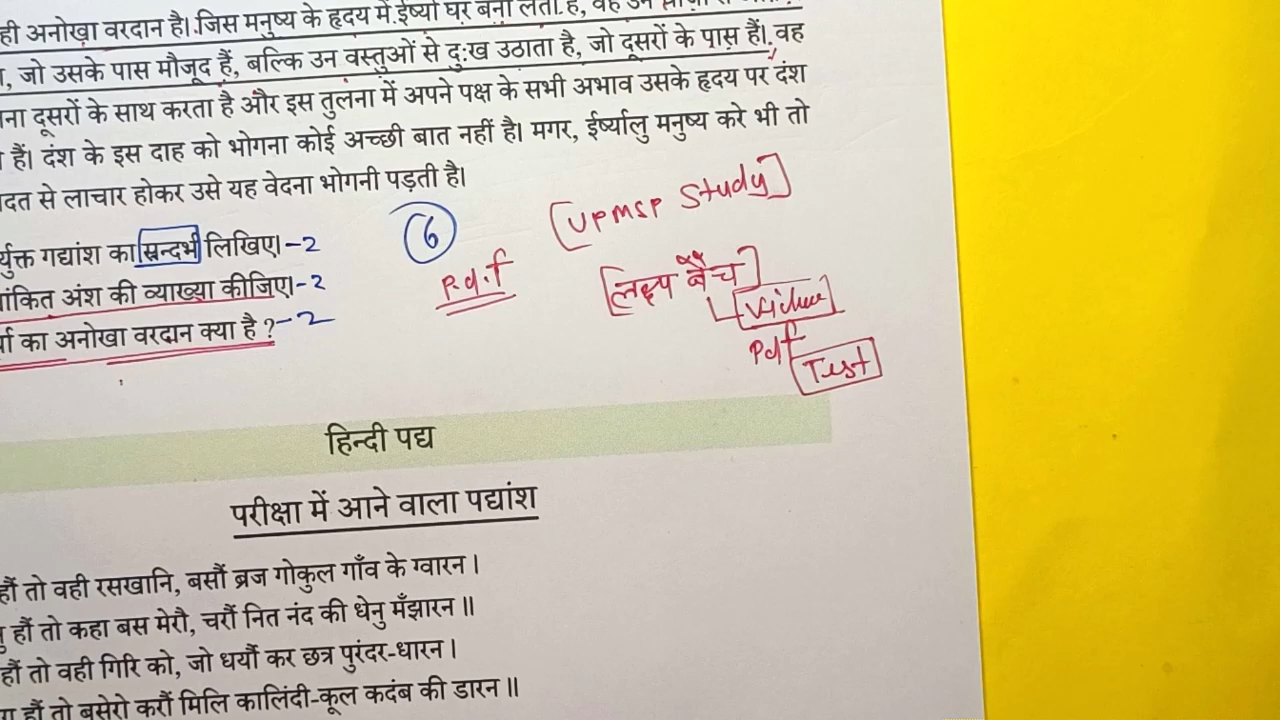 ही अनोखा वरदान है। जिस मनुष्य के हृदय में ईर्ष्या घर बना लेती है, वह उन
जो उसके पास मौजूद हैं, बल्कि उन वस्तुओं से दुःख उठाता है, जो दूसरों के पास हैं। वह
दूसरों के साथ करता है और इस तुलना में अपने पक्ष के सभी अभाव उसके हृदय पर दंश
हैं। दंश के इस दाह को भोगना कोई अच्छी बात नहीं है। मगर, ईर्ष्यालु मनुष्य करे भी तो
से लाचार होकर उसे यह वेदना भोगनी पड़ती है।
[UPMSP Study]
गद्यांश का सन्दर्भ लिखिए। -2
6
P.d.f
[लक्ष्य बैच]
अंश की व्याख्या कीजिए। -2
का अनोखा वरदान क्या है ? -2
Pdf
Test
हिन्दी पद्य
परीक्षा में आने वाला पद्यांश
हौं तो वही रसखानि, बसौं ब्रज गोकुल गाँव के ग्वारन।
हौं तो कहा बस मेरौ, चरौं नित नंद की धेनु मँझारन॥
हौं तो वही गिरि को, जो धर्यौ कर छत्र पुरंदर-धारन।
हौं तो बसेरो करौं मिलि कालिंदी-कूल कदंब की डारन॥